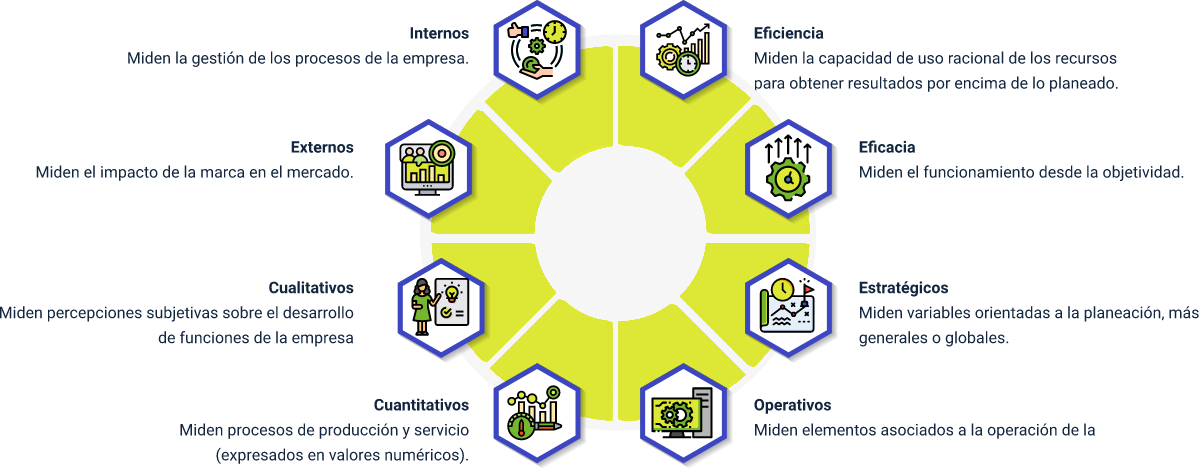 Internos
Miden la gestión de los procesos de la empresa.
Eficiencia
Miden la capacidad de uso racional de los recursos
para obtener resultados por encima de lo planeado.
Externos
Miden el impacto de la marca en el mercado.
Eficacia
Miden el funcionamiento desde la objetividad.
Cualitativos
Miden percepciones subjetivas sobre el desarrollo
de funciones de la empresa
Estratégicos
Miden variables orientadas a la planeación, más
generales o globales.
Cuantitativos
Miden procesos de producción y servicio
(expresados en valores numéricos).
Operativos
Miden elementos asociados a la operación de la